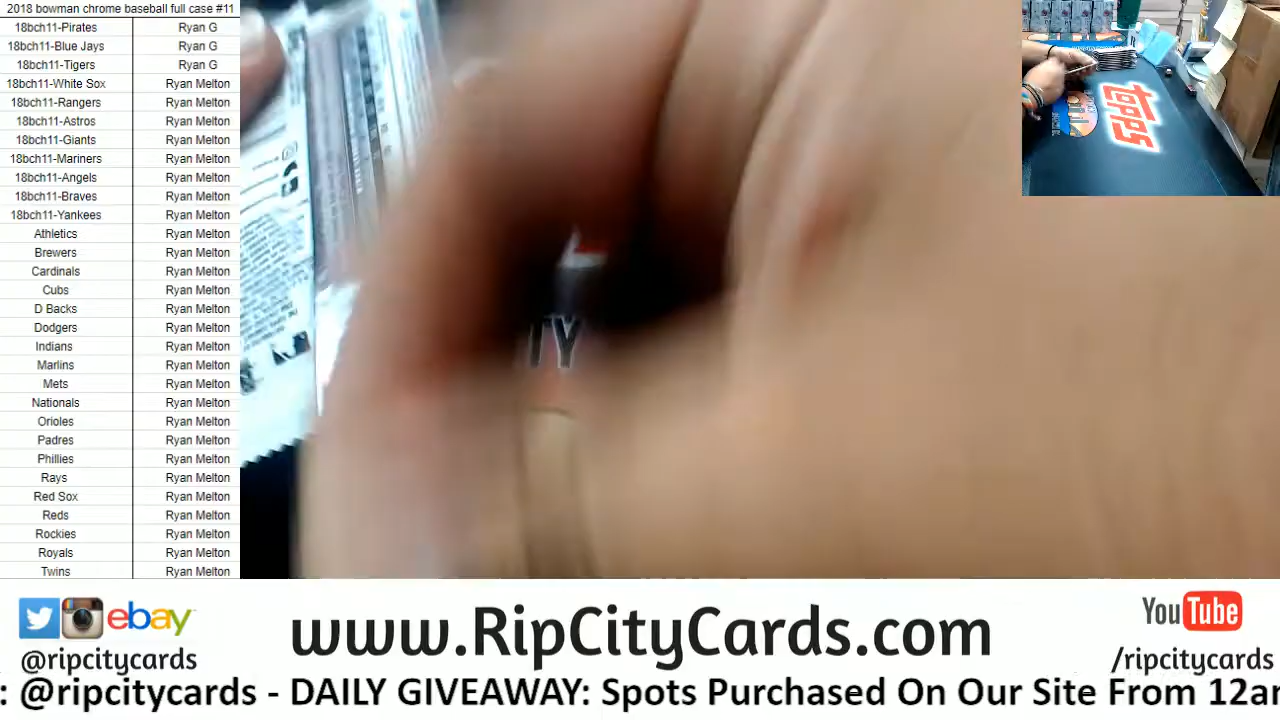 2018 bowman chrome baseball full case #11
18bch11-Pirates Ryan G
18bch11-Blue Jays Ryan G
18bch11-Tigers Ryan G
18bch11-White Sox Ryan Melton
18bch11-Rangers Ryan Melton
18bch11-Astros Ryan Melton
18bch11-Giants Ryan Melton
18bch11-Mariners Ryan Melton
18bch11-Angels Ryan Melton
18bch11-Braves Ryan Melton
18bch11-Yankees Ryan Melton
Athletics Ryan Melton
Brewers Ryan Melton
Cardinals Ryan Melton
Cubs Ryan Melton
D Backs Ryan Melton
Dodgers Ryan Melton
Indians Ryan Melton
Marlins Ryan Melton
Mets Ryan Melton
Nationals Ryan Melton
Orioles Ryan Melton
Padres Ryan Melton
Phillies Ryan Melton
Rays Ryan Melton
Red Sox Ryan Melton
Reds Ryan Melton
Rockies Ryan Melton
Royals Ryan Melton
Twins Ryan Melton
TY
topps
ebay
@ripcitycards
www.RipCityCards.com
YouTube
/ripcitycards
: @ripcitycards - DAILY GIVEAWAY: Spots Purchased On Our Site From 12ar